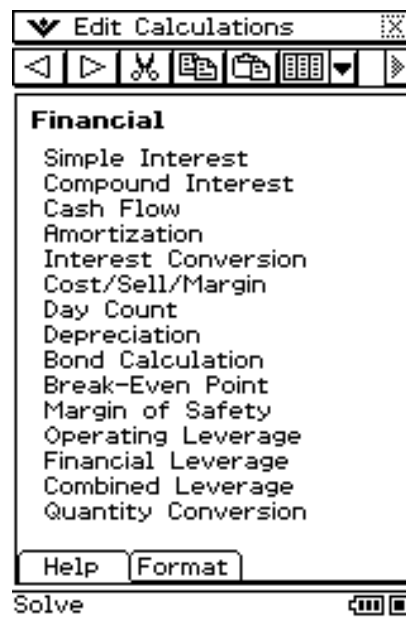 Edit Calculations
Financial
Simple Interest
Compound Interest
Cash Flow
Amortization
Interest Conversion
Cost/Sell/Margin
Day Count
Depreciation
Bond Calculation
Break-Even Point
Margin of Safety
Operating Leverage
Financial Leverage
Combined Leverage
Quantity Conversion
Help Format
Solve